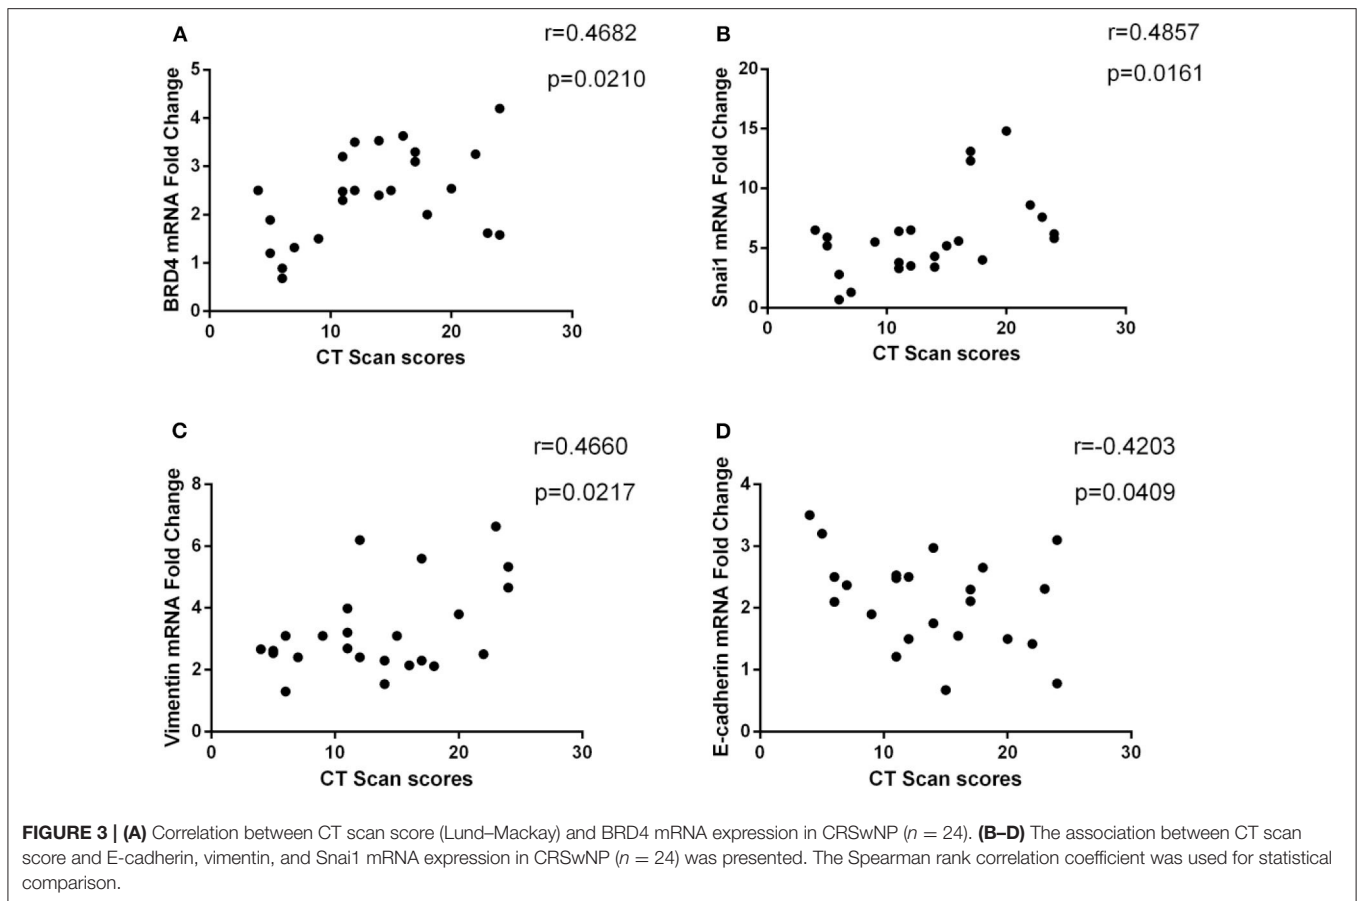 A
r=0.4682
p=0.0210
BRD4 mRNA Fold Change
5
4
3
2
1
0
0 10 20 30
CT Scan scores
B
r=0.4857
p=0.0161
Snai1 mRNA Fold Change
20
15
10
5
0
0 10 20 30
CT Scan scores
C
r=0.4660
p=0.0217
Vimentin mRNA Fold Change
8
6
4
2
0
0 10 20 30
CT Scan scores
D
r=-0.4203
p=0.0409
E-cadherin mRNA Fold Change
4
3
2
1
0
0 10 20 30
CT Scan scores
FIGURE 3 | (A) Correlation between CT scan score (Lund–Mackay) and BRD4 mRNA expression in CRSwNP (n = 24). (B–D) The association between CT scan
score and E-cadherin, vimentin, and Snai1 mRNA expression in CRSwNP (n = 24) was presented. The Spearman rank correlation coefficient was used for statistical
comparison.